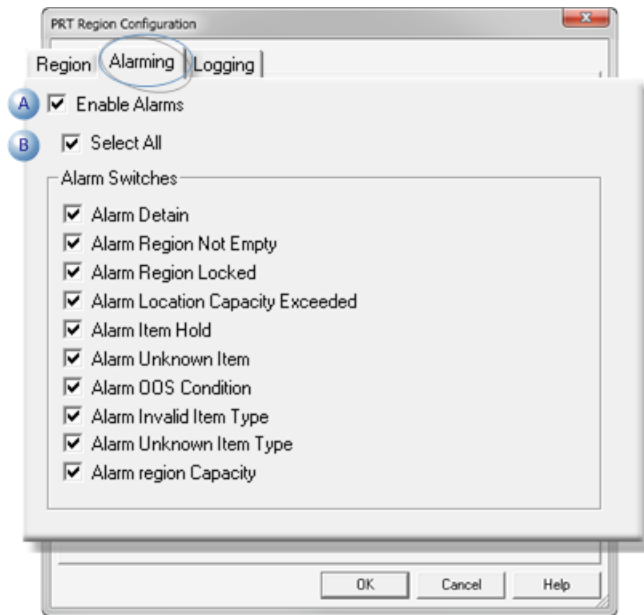 PRT Region Configuration
Region Alarming Logging
A Enable Alarms
B Select All
Alarm Switches
Alarm Detain
Alarm Region Not Empty
Alarm Region Locked
Alarm Location Capacity Exceeded
Alarm Item Hold
Alarm Unknown Item
Alarm OOS Condition
Alarm Invalid Item Type
Alarm Unknown Item Type
Alarm region Capacity
OK Cancel Help